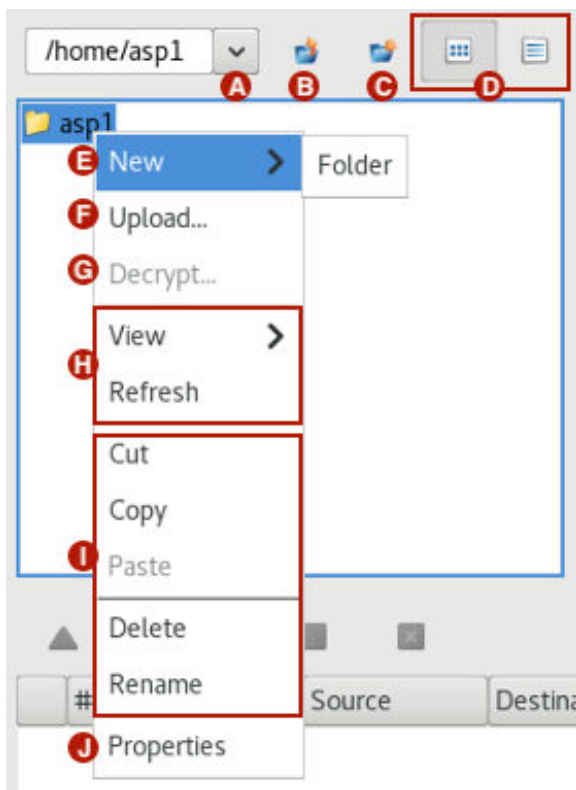 /home/asp1
A B C D
asp1
E New Folder
F Upload...
G Decrypt...
View
H
Refresh
Cut
Copy
I
Paste
Delete
Rename
# Source Destina
J Properties